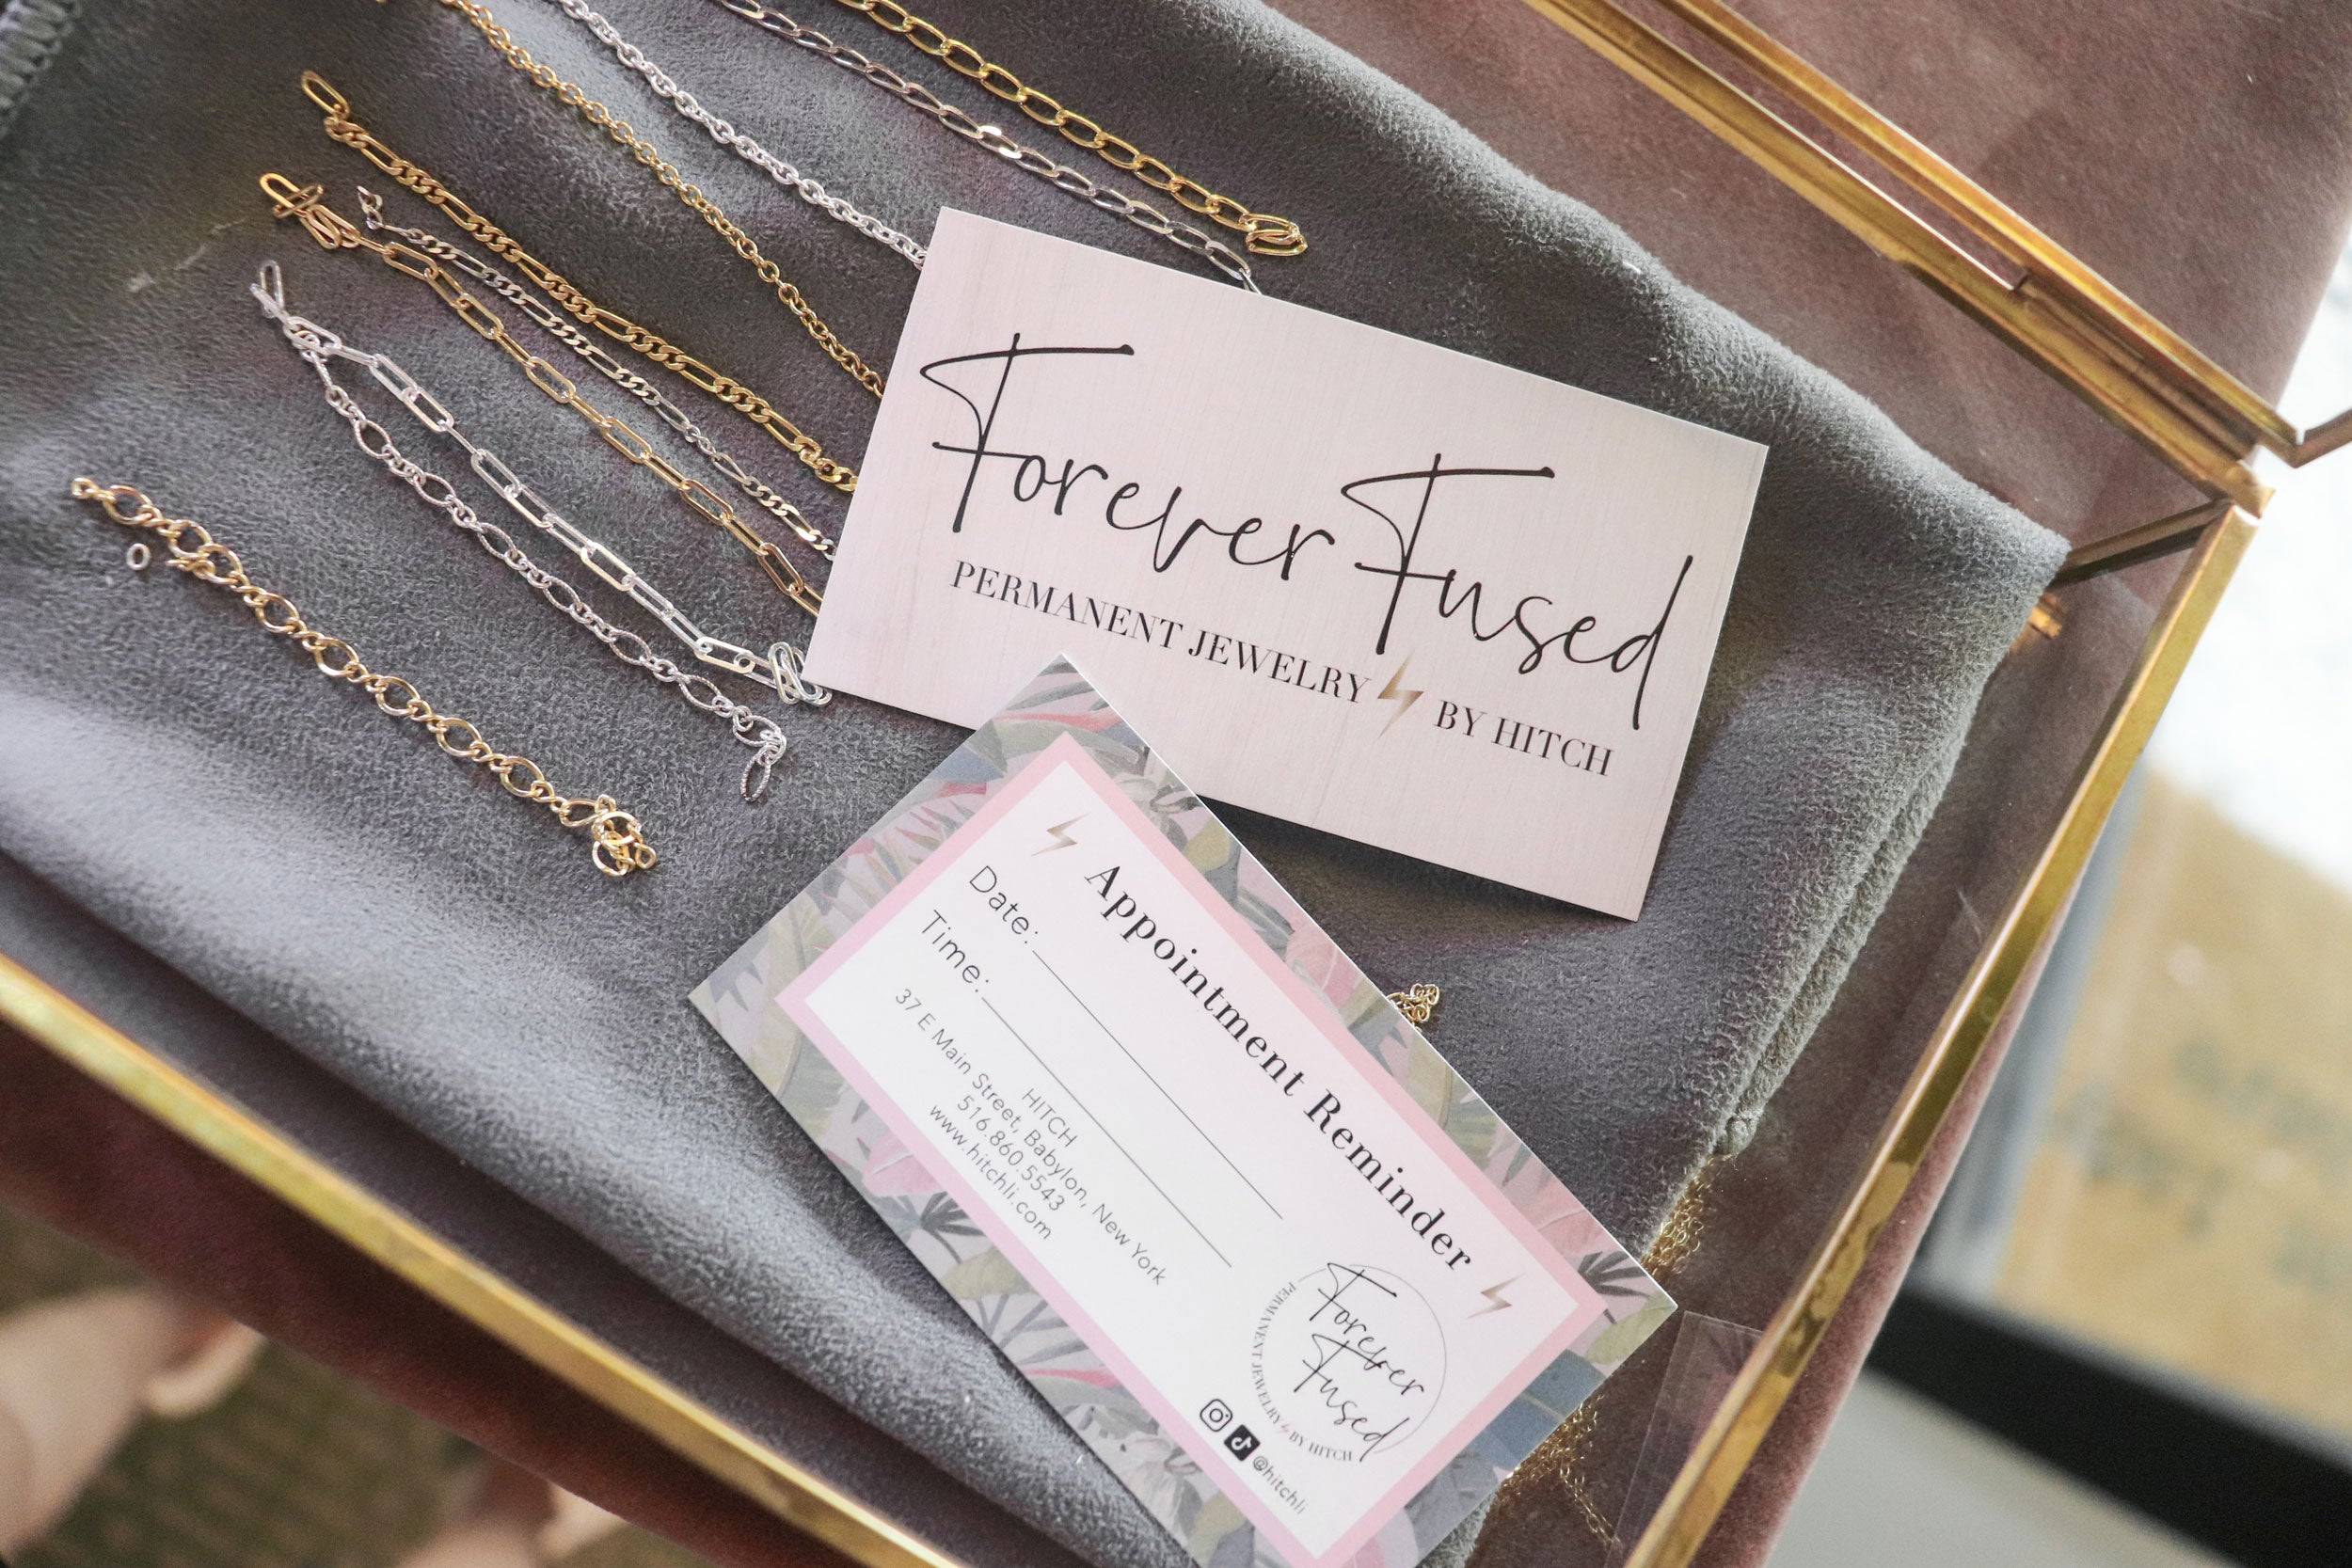 Forever Fused
PERMANENT JEWELRY BY HITCH
Appointment Reminder
Date:
Time:
HITCH
37 E Main Street, Babylon, New York
516.860.5543
www.hitchli.com
Forever
Fused
PERMANENT JEWELRY BY HITCH
@hitchli